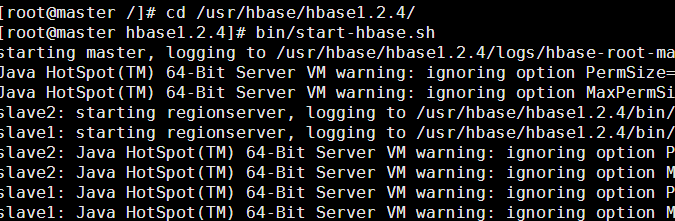 [root@master /]# cd /usr/hbase/hbase1.2.4/
[root@master hbase1.2.4]# bin/start-hbase.sh
starting master, logging to /usr/hbase/hbase1.2.4/logs/hbase-root-ma
Java HotSpot(TM) 64-Bit Server VM warning: ignoring option PermSize=
Java HotSpot(TM) 64-Bit Server VM warning: ignoring option MaxPermSi
slave2: starting regionserver, logging to /usr/hbase/hbase1.2.4/bin/
slave1: starting regionserver, logging to /usr/hbase/hbase1.2.4/bin/
slave2: Java HotSpot(TM) 64-Bit Server VM warning: ignoring option P
slave2: Java HotSpot(TM) 64-Bit Server VM warning: ignoring option M
slave1: Java HotSpot(TM) 64-Bit Server VM warning: ignoring option P
slave1: Java HotSpot(TM) 64-Bit Server VM warning: ignoring option M